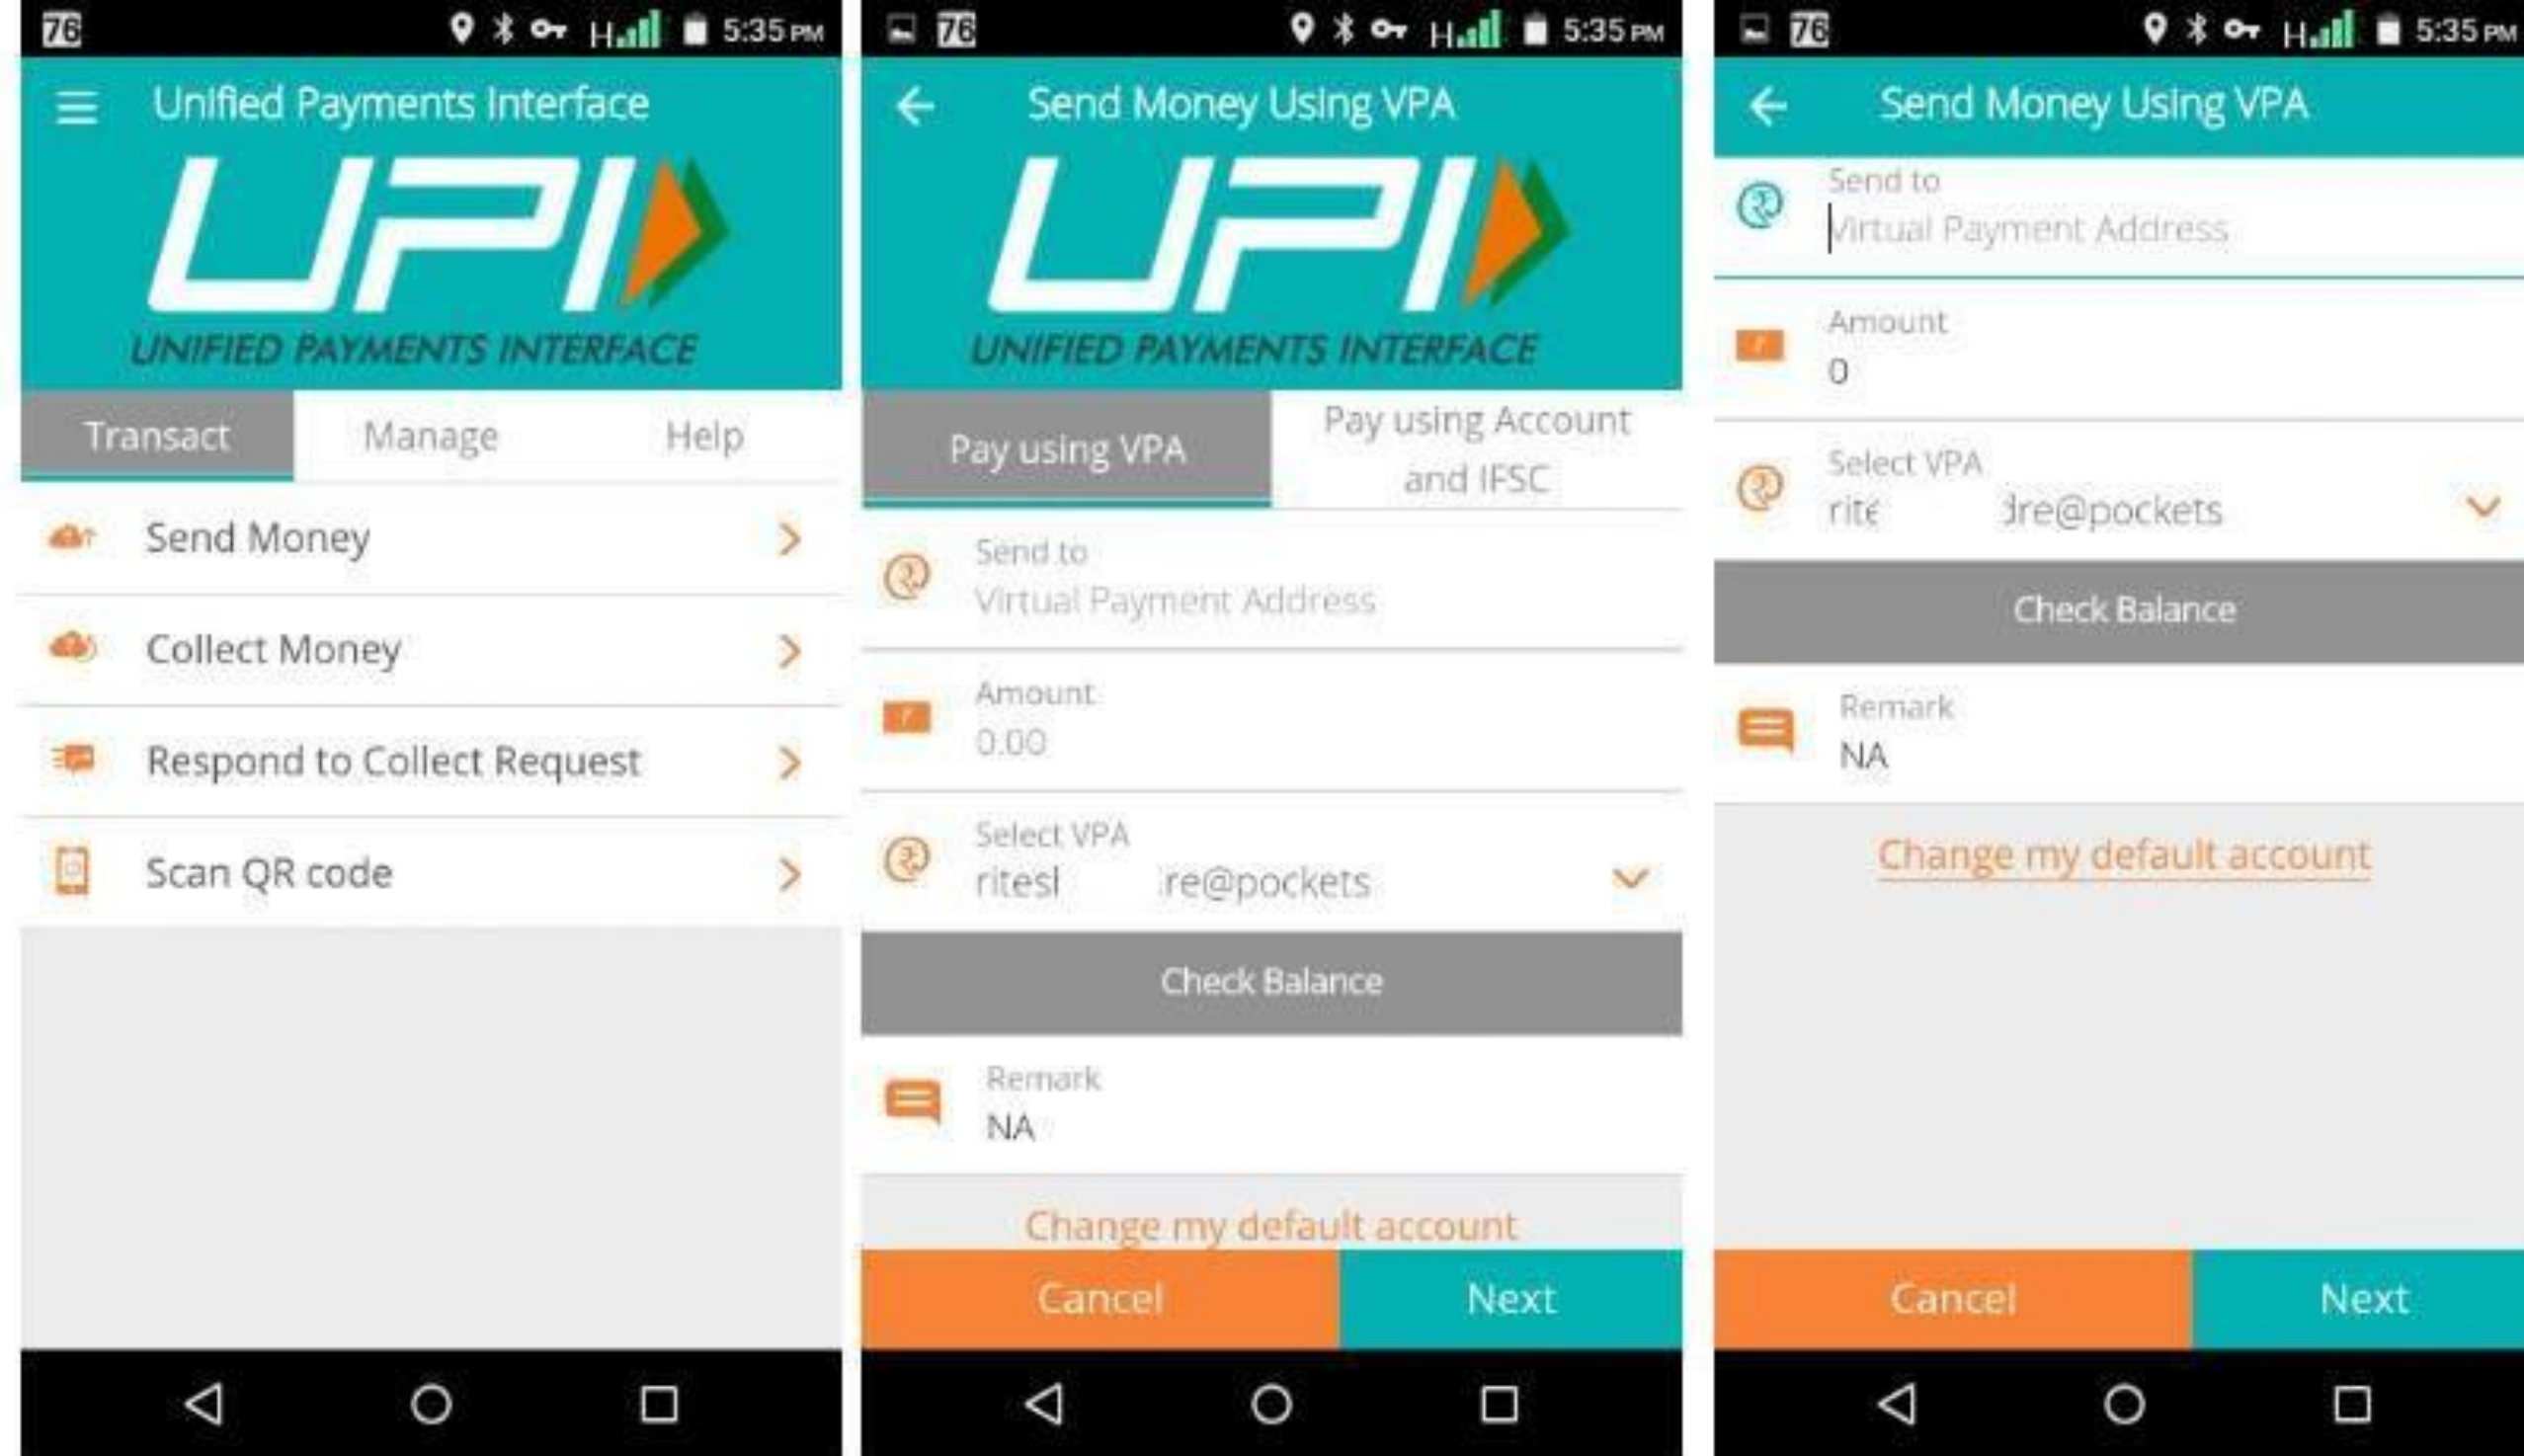 76
H
5:35 PM
Unified Payments Interface
UPI
UNIFIED PAYMENTS INTERFACE
Transact
Manage
Help
Send Money
Collect Money
Respond to Collect Request
Scan QR code
76
H
5:35 PM
Send Money Using VPA
UPI
UNIFIED PAYMENTS INTERFACE
Pay using VPA
Pay using Account
and IFSC
Send to
Virtual Payment Address
Amount
0.00
Select VPA
re@pockets
Check Balance
Remark
NA
Change my default account
Cancel
Next
76
H
5:35 PM
Send Money Using VPA
Send to
Virtual Payment Address
Amount
0
Select VPA
dre@pockets
Check Balance
Remark
NA
Change my default account
Cancel
Next